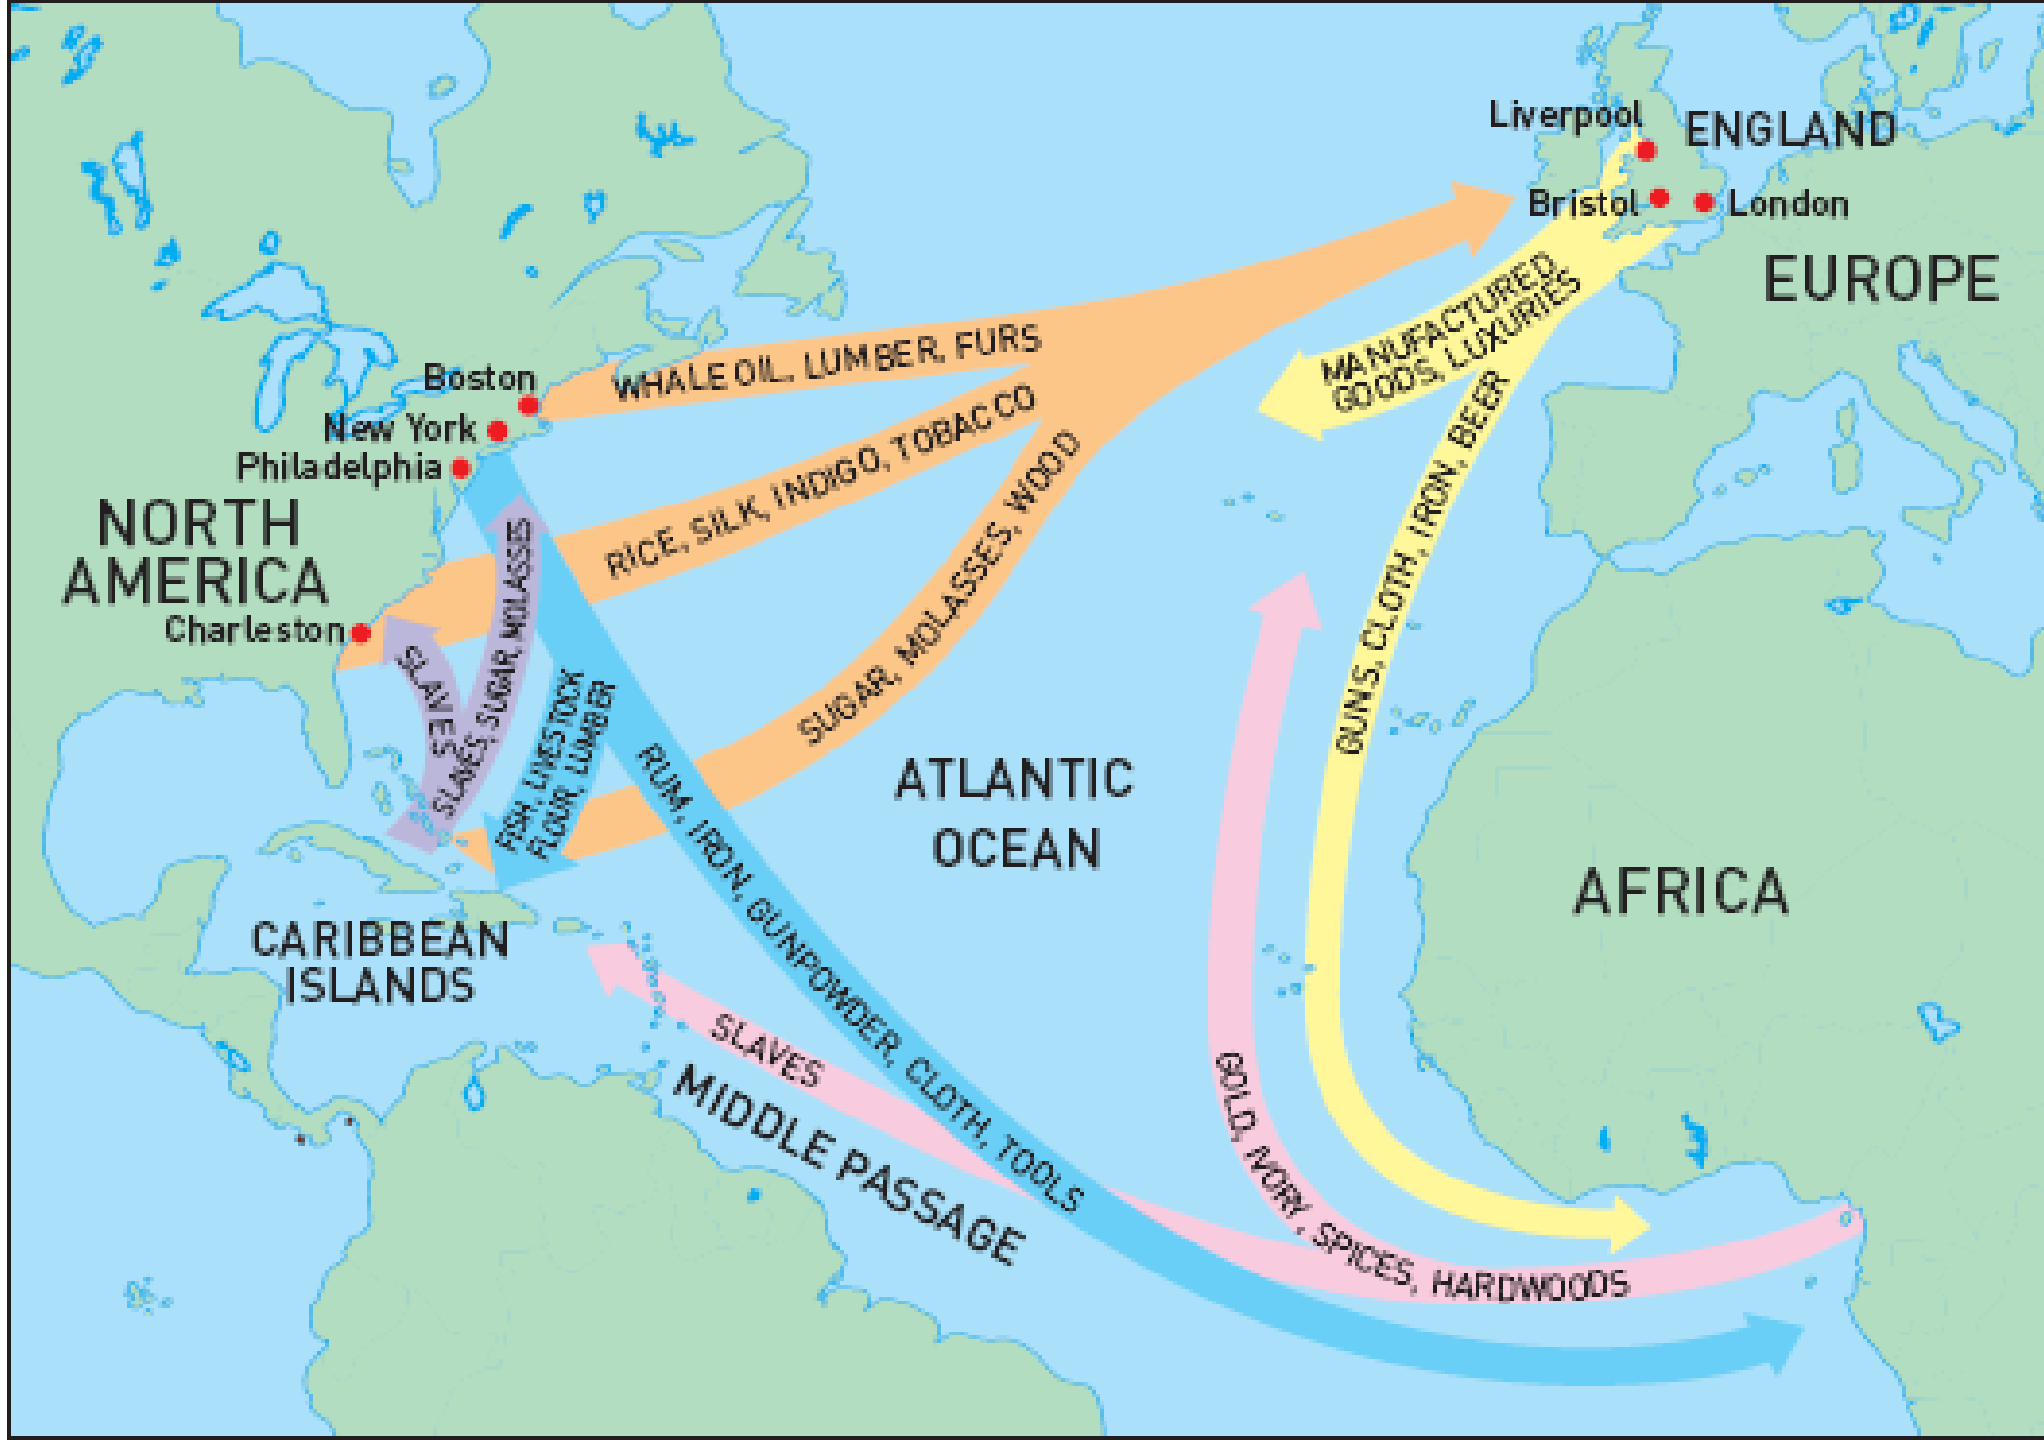 Liverpool
ENGLAND
Bristol
London
EUROPE
MANUFACTURED
GOODS, LUXURIES
WHALE OIL, LUMBER, FURS
Boston
New York
Philadelphia
RICE, SILK, INDIGO, TOBACCO
GUNS, CLOTH, IRON, BEER
NORTH
AMERICA
Charleston
SLAVES
SLAVES, SUGAR, MOLASSES
FISH, LIVESTOCK
FLOUR, LUMBER
SUGAR, MOLASSES, WOOD
RUM, IRON, GUNPOWDER, CLOTH, TOOLS
ATLANTIC
OCEAN
AFRICA
CARIBBEAN
ISLANDS
SLAVES
MIDDLE PASSAGE
GOLD, IVORY, SPICES, HARDWOODS